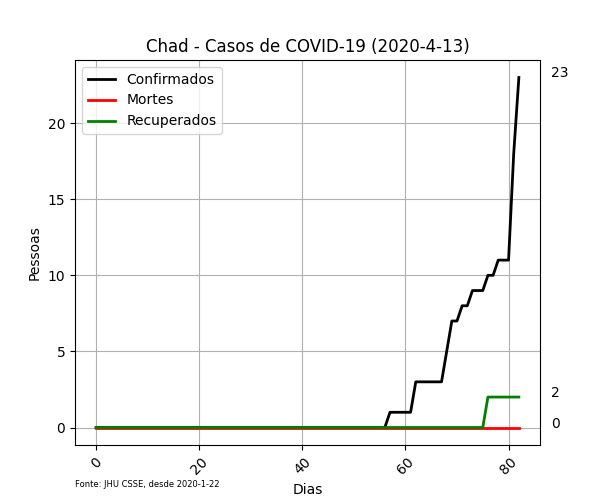 Chad - Casos de COVID-19 (2020-4-13)
Confirmados
Mortes
Recuperados
23
2
0
20
15
10
5
0
Pessoas
0
20
40
60
80
Dias
Fonte: JHU CSSE, desde 2020-1-22